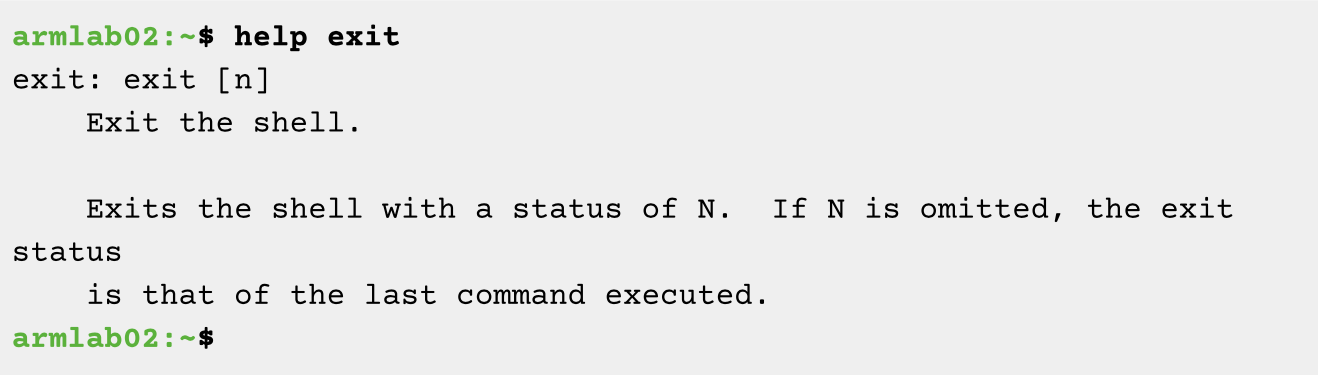 armlab02:~$ help exit
exit: exit [n]
    Exit the shell.

    Exits the shell with a status of N.  If N is omitted, the exit
status
    is that of the last command executed.
armlab02:~$